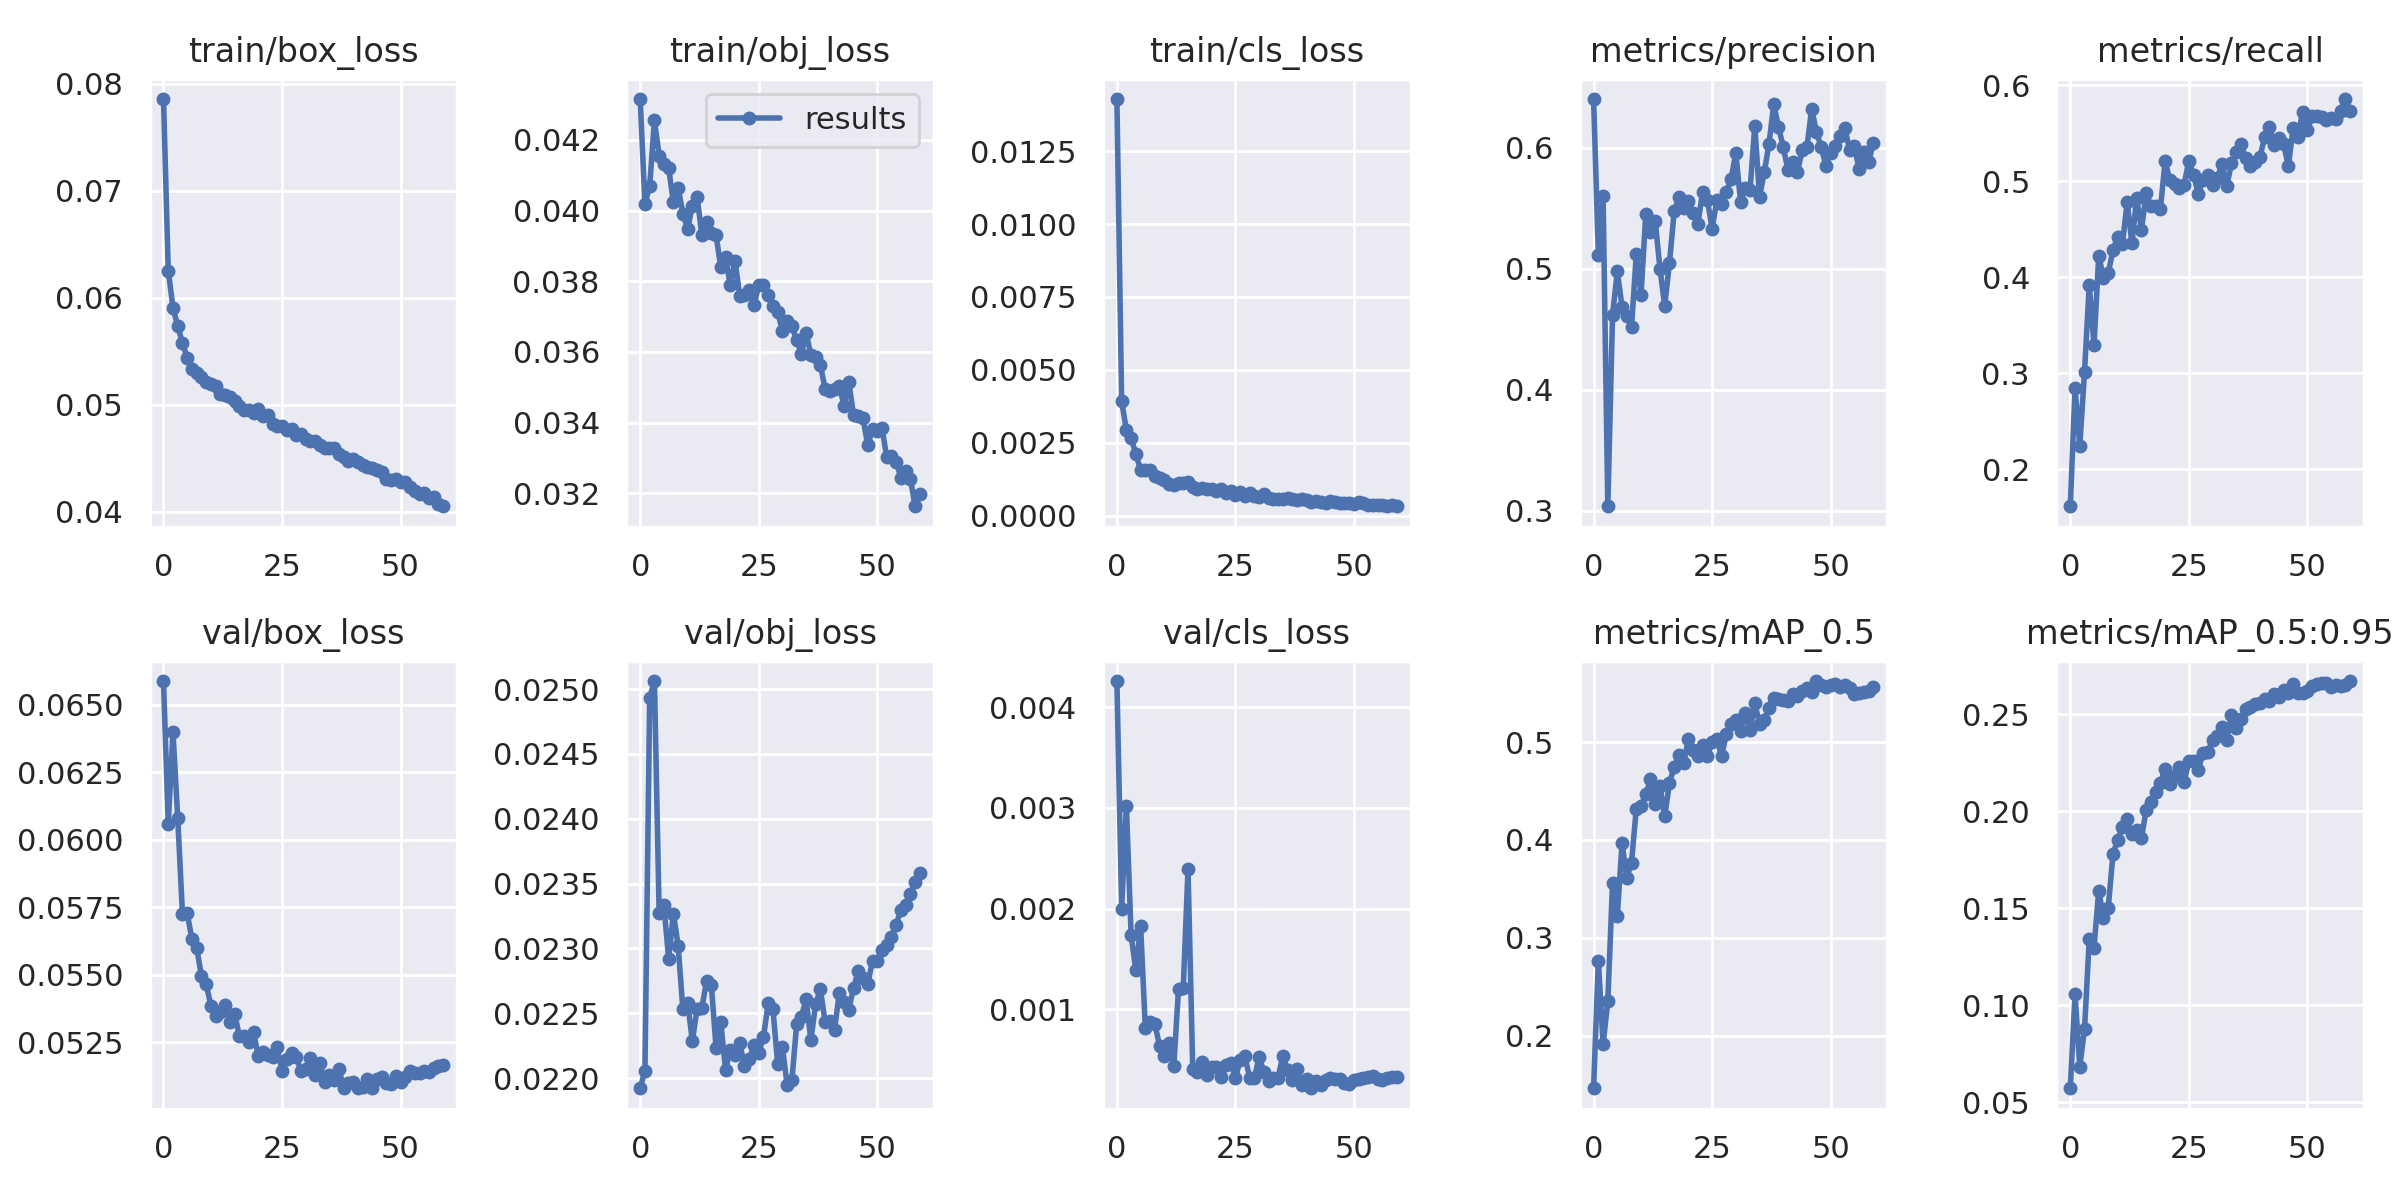 train/box_loss
0.08
0.07
0.06
0.05
0.04
0 25 50
train/obj_loss
results
0.042
0.040
0.038
0.036
0.034
0.032
0 25 50
train/cls_loss
0.0125
0.0100
0.0075
0.0050
0.0025
0.0000
0 25 50
metrics/precision
0.6
0.5
0.4
0.3
0 25 50
metrics/recall
0.6
0.5
0.4
0.3
0.2
0 25 50
val/box_loss
0.0650
0.0625
0.0600
0.0575
0.0550
0.0525
0 25 50
val/obj_loss
0.0250
0.0245
0.0240
0.0235
0.0230
0.0225
0.0220
0 25 50
val/cls_loss
0.004
0.003
0.002
0.001
0 25 50
metrics/mAP_0.5
0.5
0.4
0.3
0.2
0 25 50
metrics/mAP_0.5:0.95
0.25
0.20
0.15
0.10
0.05
0 25 50